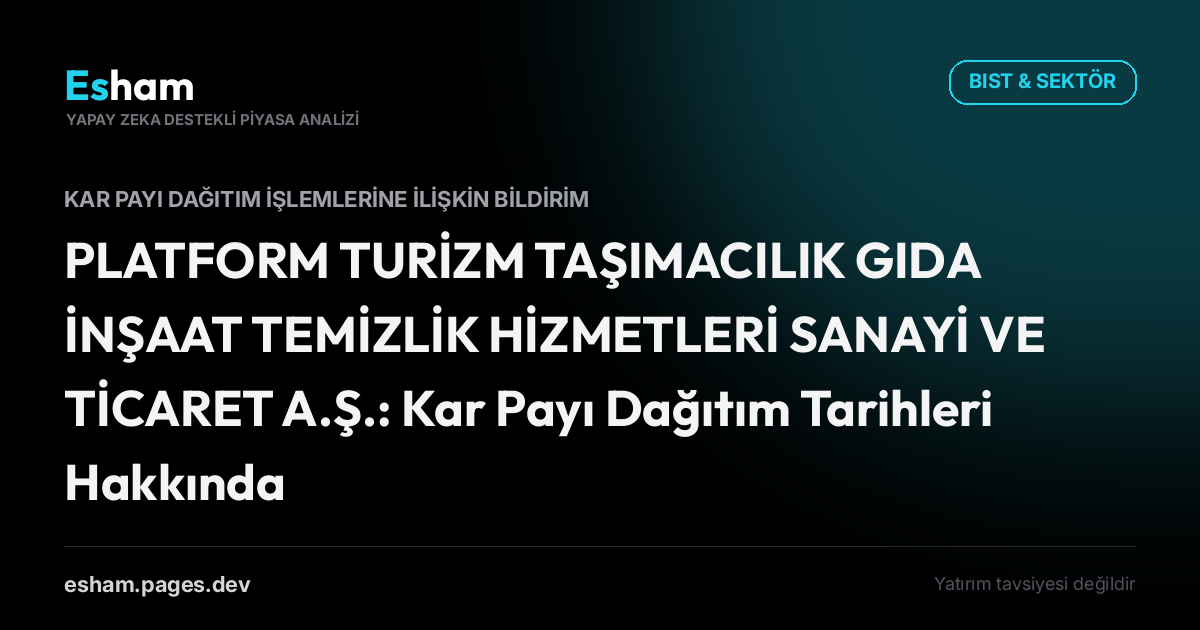 Esham
BIST & SEKTÖR
YAPAY ZEKA DESTEKLİ PİYASA ANALİZİ
KAR PAYI DAĞITIM İŞLEMLERİNE İLİŞKİN BİLDİRİM
PLATFORM TURİZM TAŞIMACILIK GIDA
İNŞAAT TEMİZLİK HİZMETLERİ SANAYİ VE
TİCARET A.Ş.: Kar Payı Dağıtım Tarihleri
Hakkında
esham.pages.dev
Yatırım tavsiyesi değildir